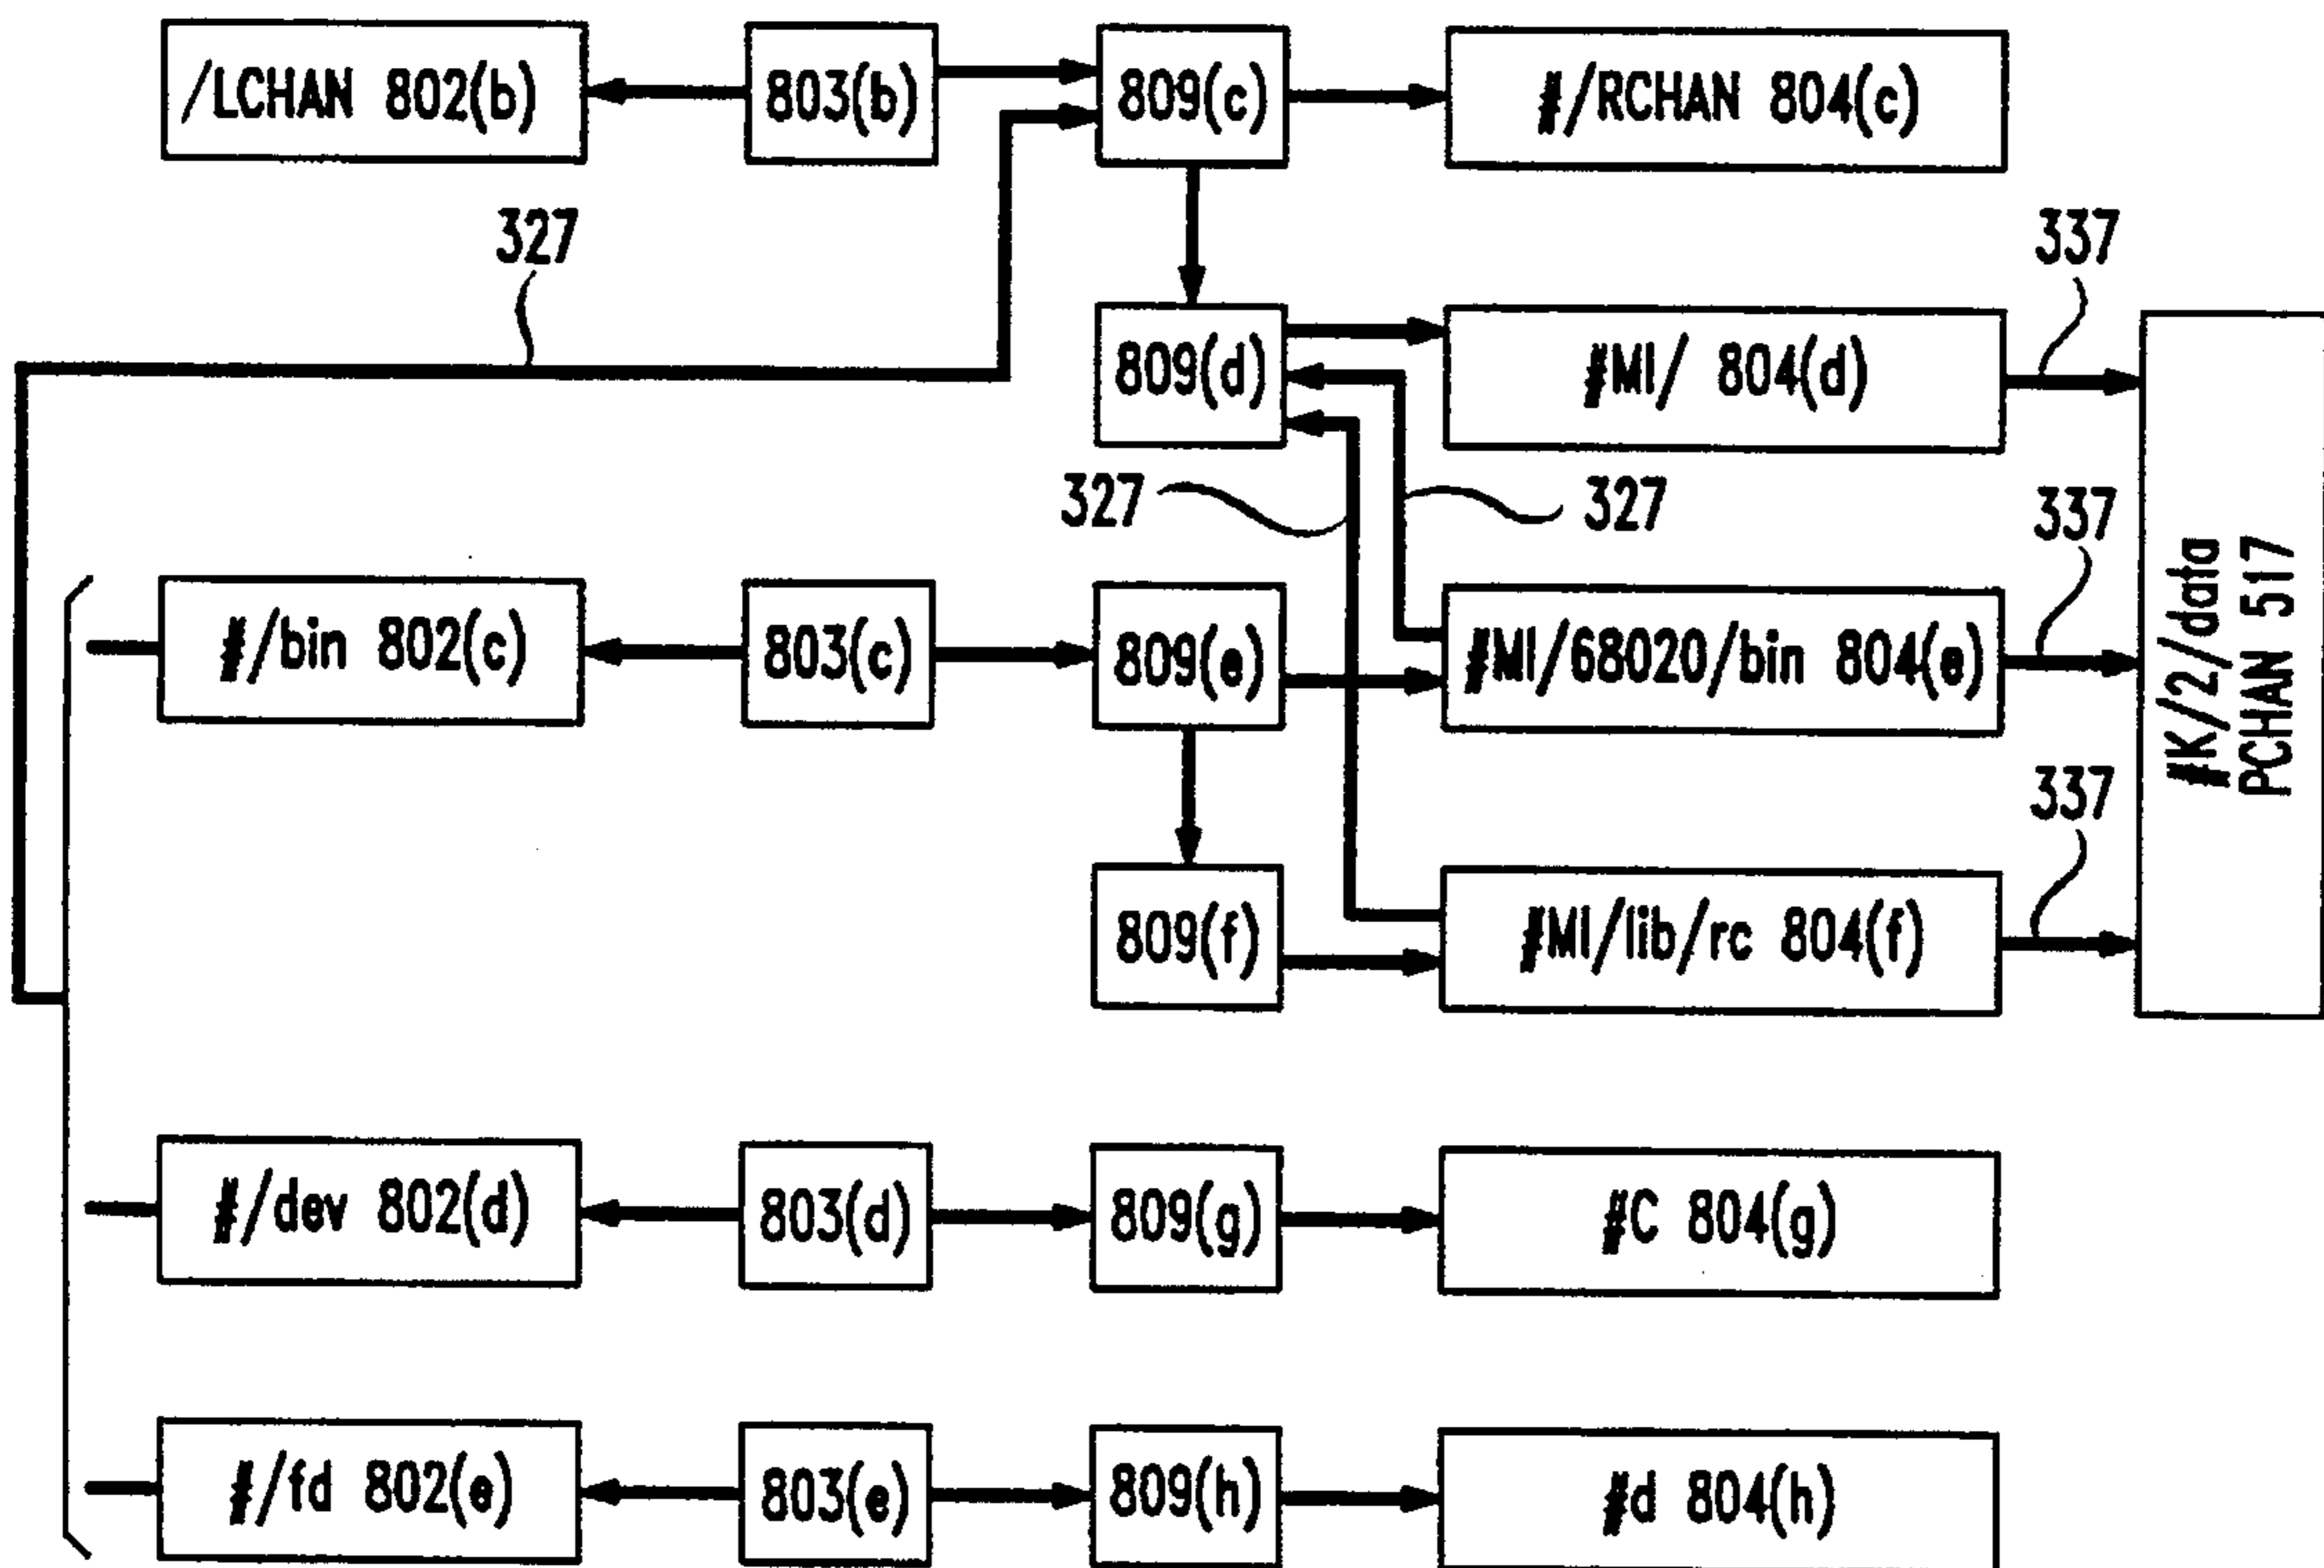 /LCHAN 802(b)
803(b)
809(c)
#/RCHAN 804(c)
327
337
809(d)
#MI/ 804(d)
327
327
337
#K/2/data
PCHAN 517
#/bin 802(c)
803(c)
809(e)
#MI/68020/bin 804(e)
337
809(f)
#MI/lib/rc 804(f)
#/dev 802(d)
803(d)
809(g)
#C 804(g)
#/fd 802(e)
803(e)
809(h)
#d 804(h)